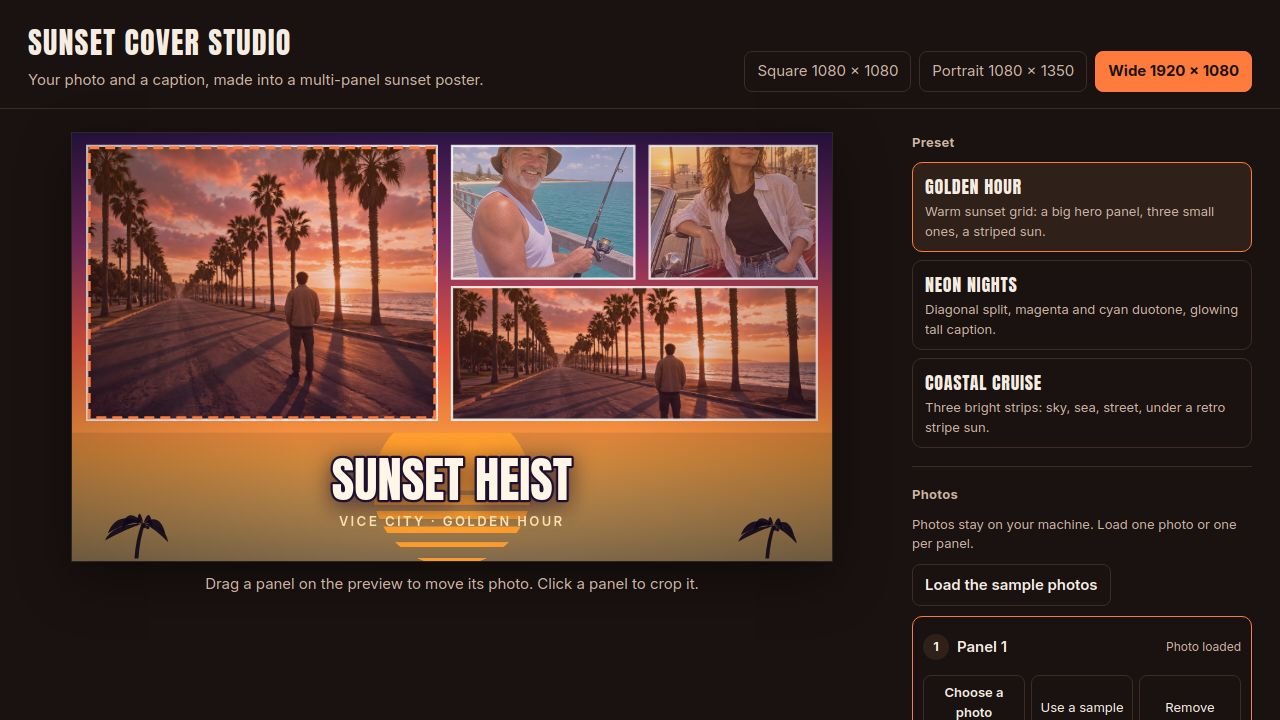 SUNSET COVER STUDIO
Your photo and a caption, made into a multi-panel sunset poster.
Square 1080 × 1080
Portrait 1080 × 1350
Wide 1920 × 1080
SUNSET HEIST
VICE CITY · GOLDEN HOUR
Drag a panel on the preview to move its photo. Click a panel to crop it.
Preset
GOLDEN HOUR
Warm sunset grid: a big hero panel, three small
ones, a striped sun.
NEON NIGHTS
Diagonal split, magenta and cyan duotone, glowing
tall caption.
COASTAL CRUISE
Three bright strips: sky, sea, street, under a retro
stripe sun.
Photos
Photos stay on your machine. Load one photo or one
per panel.
Load the sample photos
1 Panel 1
Photo loaded
Choose a
photo
Use a sample
Remove